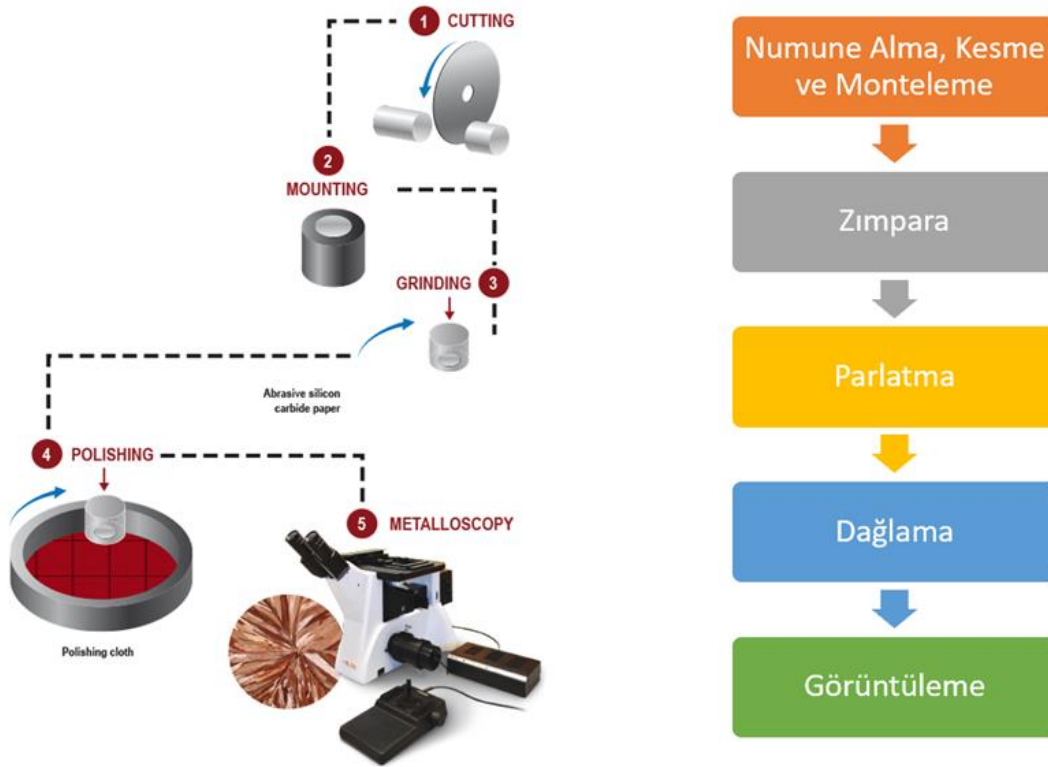 1 CUTTING
2
MOUNTING
GRINDING 3
Abrasive silicon
carbide paper
4 POLISHING
Polishing cloth
5 METALLOSCOPY
Numune Alma, Kesme
ve Monteleme
Zımpara
Parlatma
Dağlama
Görüntüleme